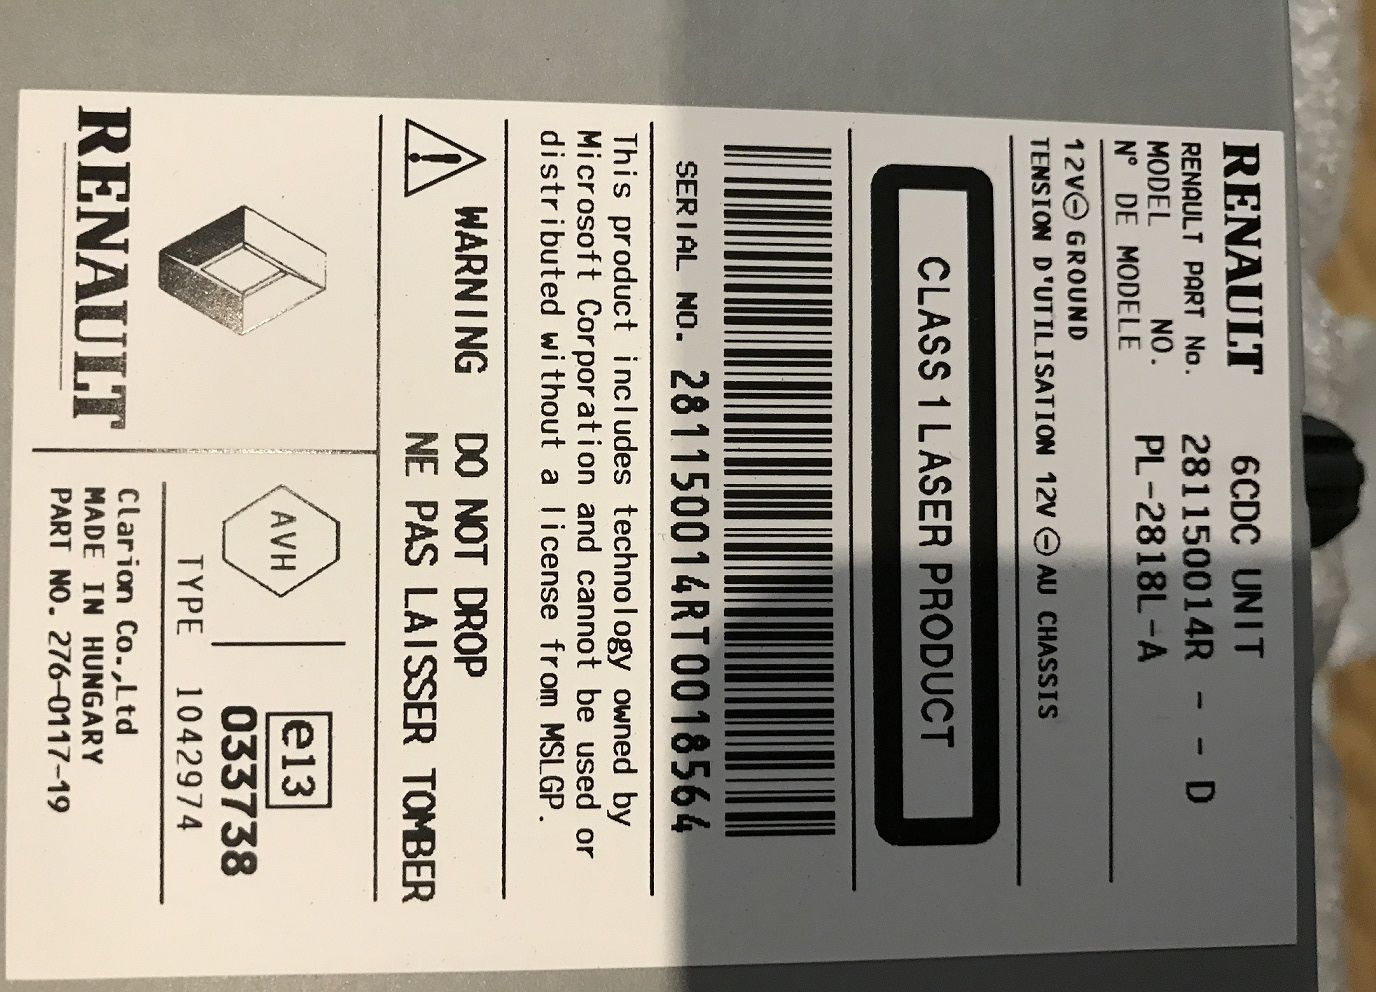 RENAULT 6CDC UNIT
RENAULT PART No. 281150014R - - D
MODEL NO. PL-2818L-A
N° DE MODELE
12V⊖ GROUND
TENSION D'UTILISATION 12V ⊖ AU CHASSIS
CLASS 1 LASER PRODUCT
SERIAL NO. 281150014RT0018564
This product includes technology owned by
Microsoft Corporation and cannot be used or
distributed without a license from MSLGP.
WARNING DO NOT DROP
NE PAS LAISSER TOMBER
RENAULT
AVH
e13
033738
TYPE 1042974
Clarion Co.,Ltd
MADE IN HUNGARY
PART NO. 276-0117-19